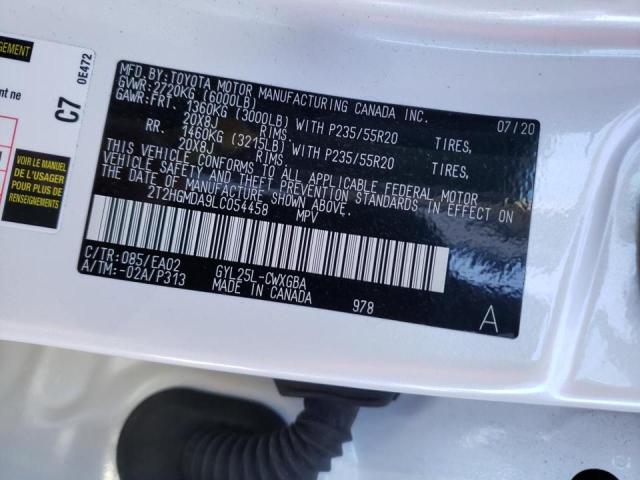 GEMENT
nt ne
C7
0E472
VOIR LE MANUEL
DE L'UTILISATEUR
POUR PLUS DE
RENSEIGNEMENTS
MFD.BY:TOYOTA MOTOR MANUFACTURING CANADA INC. 07/20
GVWR:2720KG (6000LB)
GAWR:FRT. 1360KG (3000LB) WITH P235/55R20 TIRES,
20X8J RIMS.
RR. 1460KG (3215LB) WITH P235/55R20 TIRES,
20X8J RIMS.
THIS VEHICLE CONFORMS TO ALL APPLICABLE FEDERAL MOTOR
VEHICLE SAFETY AND THEFT PREVENTION STANDARDS IN EFFECT ON
THE DATE OF MANUFACTURE SHOWN ABOVE.
2T2HGMDA9LC054458 MPV
C/TR:085/EA02 GYL25L-CWXGBA
A/TM:-02A/P313 MADE IN CANADA 978 A